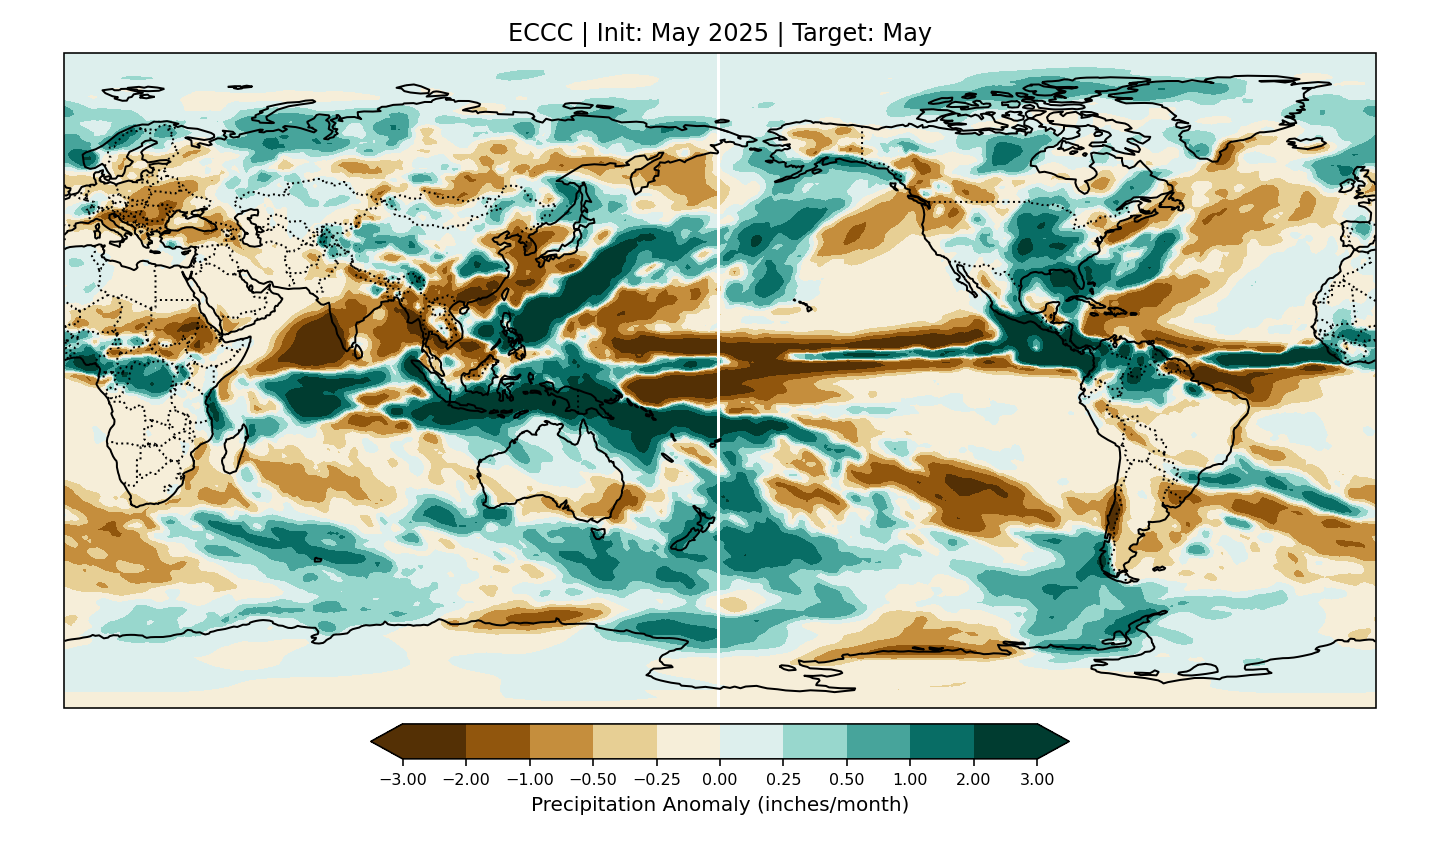 ECCC | Init: May 2025 | Target: May
−3.00 −2.00 −1.00 −0.50 −0.25 0.00 0.25 0.50 1.00 2.00 3.00
Precipitation Anomaly (inches/month)